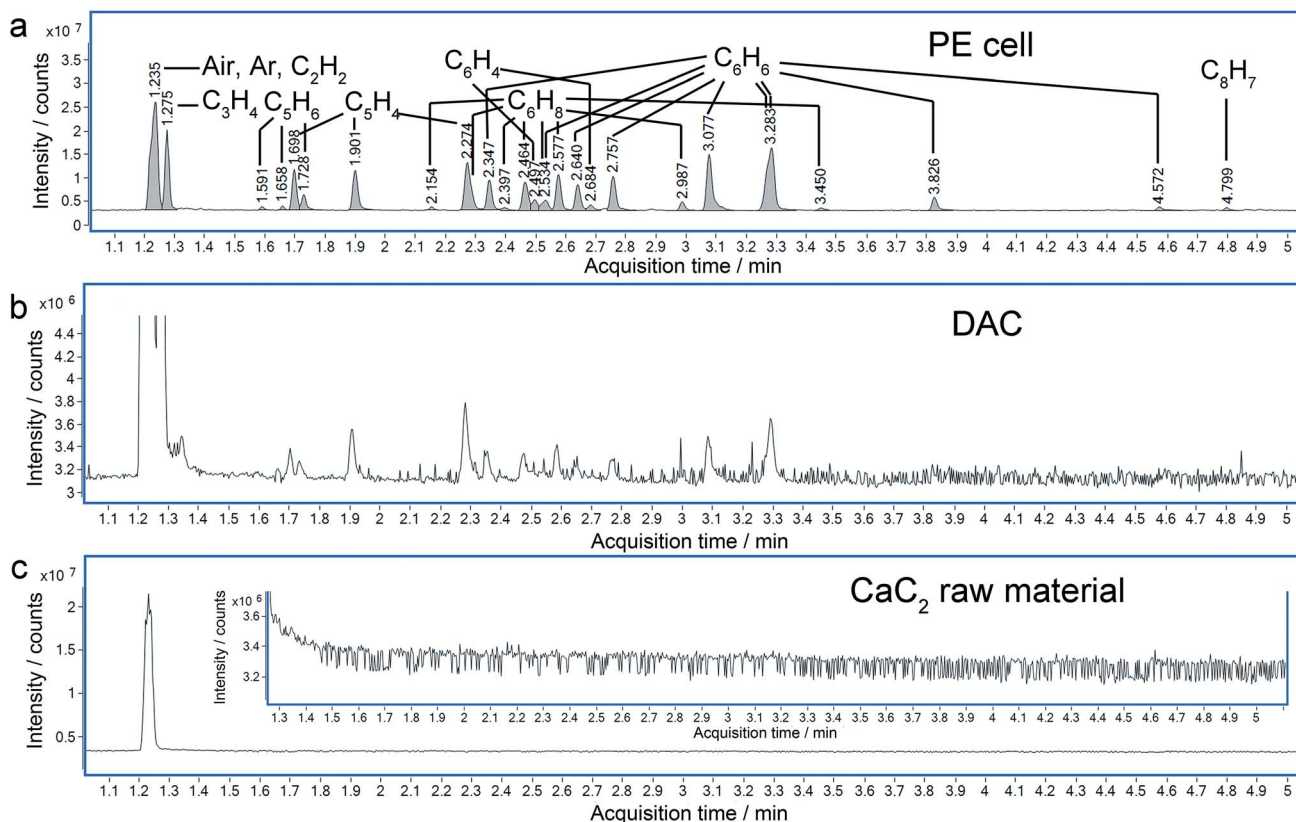 a
x10 7
PE cell
Intensity / counts
3.5
3
2.5
2
1.5
1
0.5
0
Air, Ar, C₂H₂
C₃H₄ C₅H₆ C₅H₄ C₆H₄ C₆H₈ C₆H₆ C₈H₇
1.235 1.275 1.591 1.658 1.698 1.728 1.901 2.154 2.274 2.347 2.397 2.464 2.497 2.534 2.577 2.640 2.684 2.757 2.987 3.077 3.283 3.450 3.826 4.572 4.799
1.1 1.2 1.3 1.4 1.5 1.6 1.7 1.8 1.9 2 2.1 2.2 2.3 2.4 2.5 2.6 2.7 2.8 2.9 3 3.1 3.2 3.3 3.4 3.5 3.6 3.7 3.8 3.9 4 4.1 4.2 4.3 4.4 4.5 4.6 4.7 4.8 4.9 5
Acquisition time / min
b
x10 6
DAC
Intensity / counts
4.4
4.2
4
3.8
3.6
3.4
3.2
3
1.1 1.2 1.3 1.4 1.5 1.6 1.7 1.8 1.9 2 2.1 2.2 2.3 2.4 2.5 2.6 2.7 2.8 2.9 3 3.1 3.2 3.3 3.4 3.5 3.6 3.7 3.8 3.9 4 4.1 4.2 4.3 4.4 4.5 4.6 4.7 4.8 4.9 5
Acquisition time / min
c
x10 7
CaC₂ raw material
Intensity / counts
2
1.5
1
0.5
x10 6
Intensity / counts
3.6
3.4
3.2
1.3 1.4 1.5 1.6 1.7 1.8 1.9 2 2.1 2.2 2.3 2.4 2.5 2.6 2.7 2.8 2.9 3 3.1 3.2 3.3 3.4 3.5 3.6 3.7 3.8 3.9 4 4.1 4.2 4.3 4.4 4.5 4.6 4.7 4.8 4.9 5
Acquisition time / min
1.1 1.2 1.3 1.4 1.5 1.6 1.7 1.8 1.9 2 2.1 2.2 2.3 2.4 2.5 2.6 2.7 2.8 2.9 3 3.1 3.2 3.3 3.4 3.5 3.6 3.7 3.8 3.9 4 4.1 4.2 4.3 4.4 4.5 4.6 4.7 4.8 4.9 5
Acquisition time / min